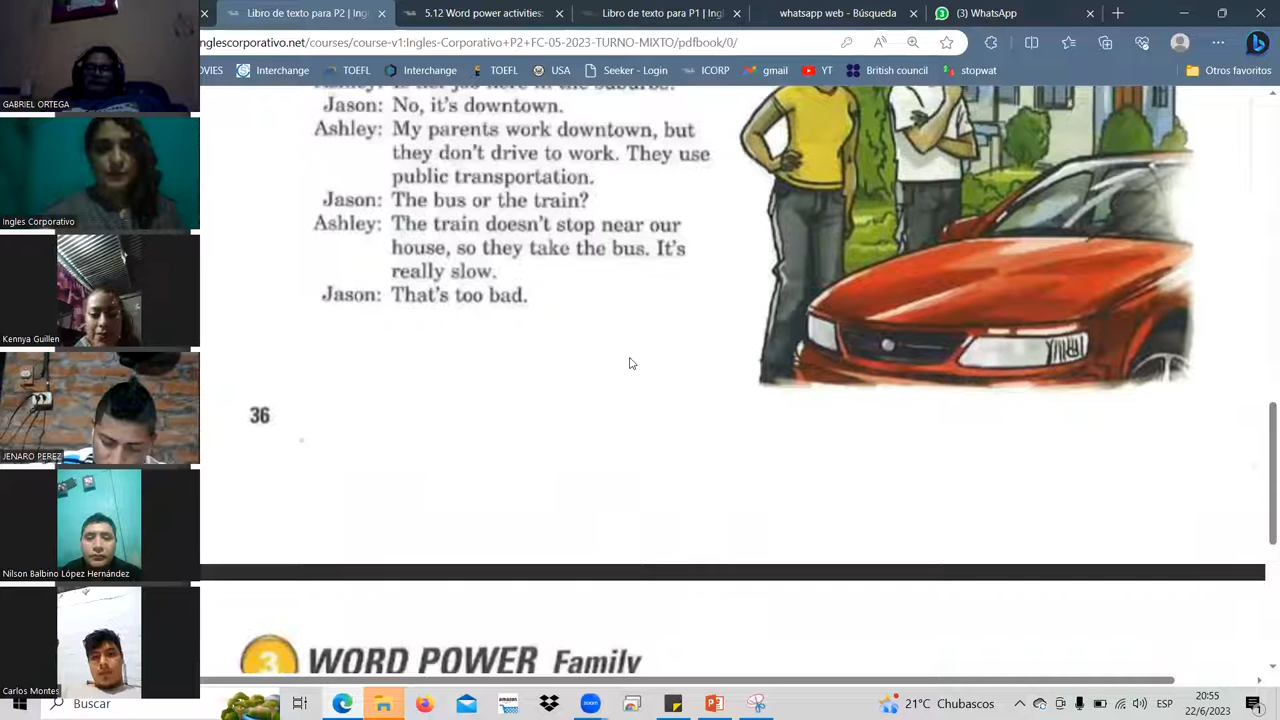 Libro de texto para P2 | Ingl
5.12 Word power activities:
Libro de texto para P1 | Ingl
whatsapp web - Búsqueda
(3) WhatsApp
nglescorporativo.net/courses/course-v1:Ingles-Corporativo+P2+FC-05-2023-TURNO-MIXTO/pdfbook/0/
OVIES
Interchange
TOEFL
Interchange
TOEFL
USA
Seeker - Login
ICORP
gmail
YT
British council
stopwat
Otros favoritos
Jason: No, it's downtown.
Ashley: My parents work downtown, but
they don't drive to work. They use
public transportation.
Jason: The bus or the train?
Ashley: The train doesn't stop near our
house, so they take the bus. It's
really slow.
Jason: That's too bad.
36
3 WORD POWER Family
GABRIEL ORTEGA
Ingles Corporativo
Kennya Guillen
JENARO PEREZ
Nilson Balbino López Hernández
Carlos Montes
Buscar
21°C Chubascos
ESP
20:55
22/6/2023